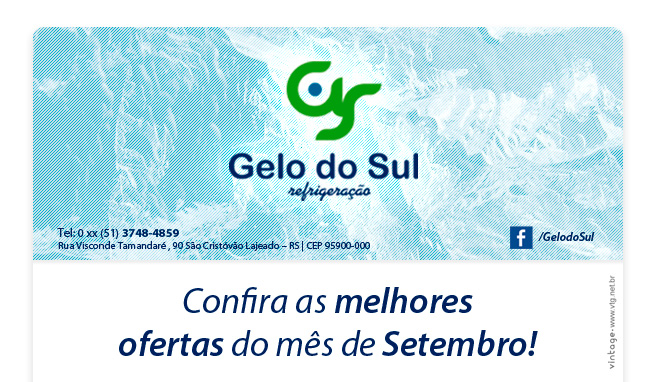 Gelo do Sul
refrigeração
Tel: 0 xx (51) 3748-4859
Rua Visconde Tamandaré , 90 São Cristóvão Lajeado – RS | CEP 95900-000
/GelodoSul
Confira as melhores
ofertas do mês de Setembro!
vintage-www.vtg.net.br